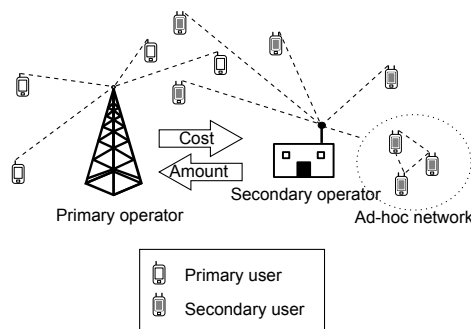 Cost
Amount
Primary operator
Secondary operator
Ad-hoc network
Primary user
Secondary user